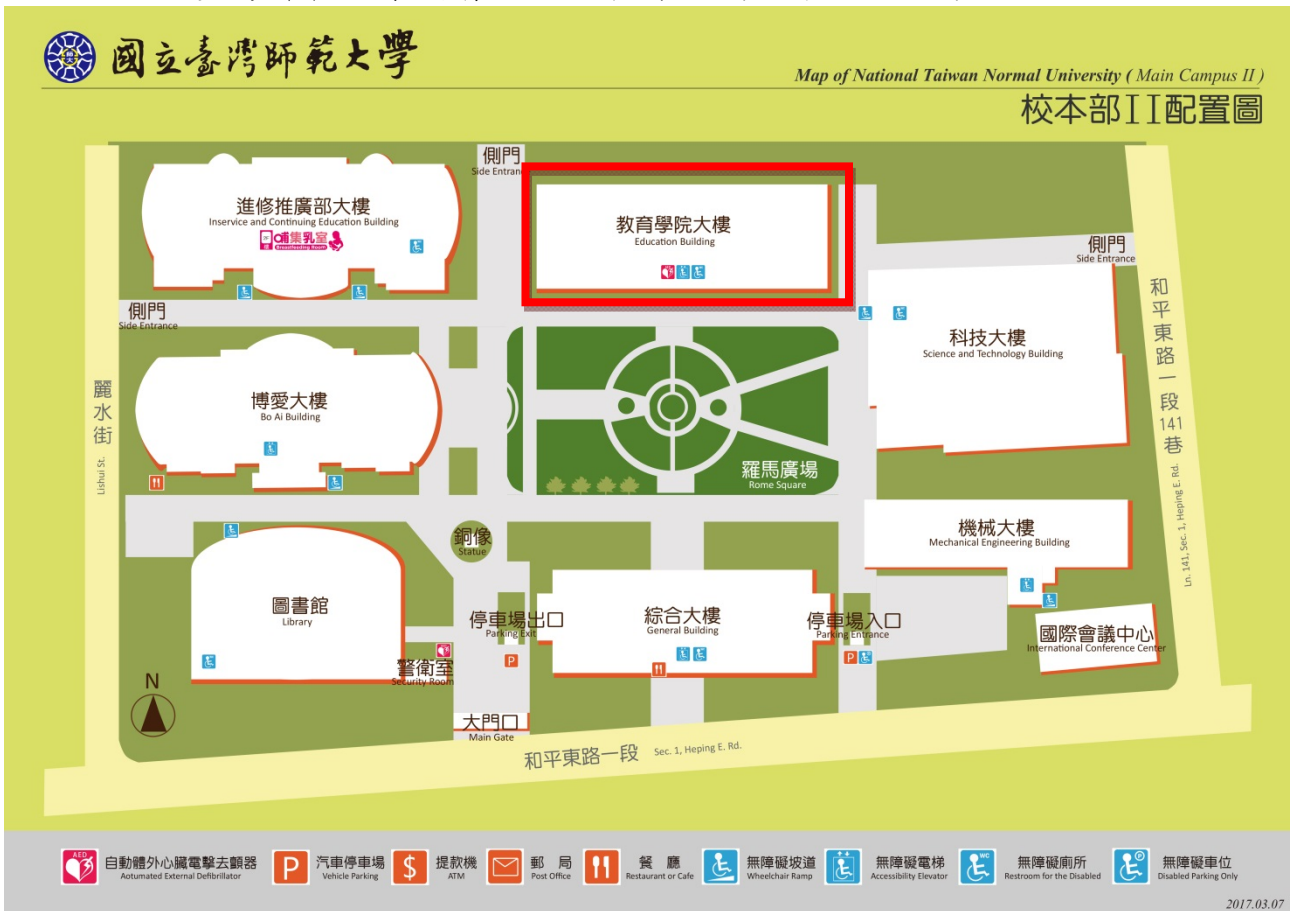 國立臺灣師範大學
Map of National Taiwan Normal University ( Main Campus II )
校本部II配置圖
側門
Side Entrance
進修推廣部大樓
Inservice and Continuing Education Building
哺集乳室
Breastfeeding Room
教育學院大樓
Education Building
側門
Side Entrance
側門
Side Entrance
科技大樓
Science and Technology Building
和平東路一段141巷
Ln. 141, Sec. 1, Heping E. Rd.
麗水街
Lishui St.
博愛大樓
Bo Ai Building
羅馬廣場
Rome Square
銅像
Statue
機械大樓
Mechanical Engineering Building
圖書館
Library
停車場出口
Parking Exit
P
綜合大樓
General Building
停車場入口
Parking Entrance
P
國際會議中心
International Conference Center
警衛室
Security Room
N
大門口
Main Gate
和平東路一段 Sec. 1, Heping E. Rd.
AED 自動體外心臟電擊去顫器
Aotumated External Defibrillator
P 汽車停車場
Vehicle Parking
$ 提款機
ATM
郵 局
Post Office
餐 廳
Restaurant or Cafe
無障礙坡道
Wheelchair Ramp
無障礙電梯
Accessibility Elevator
WC 無障礙廁所
Restroom for the Disabled
P 無障礙車位
Disabled Parking Only
2017.03.07